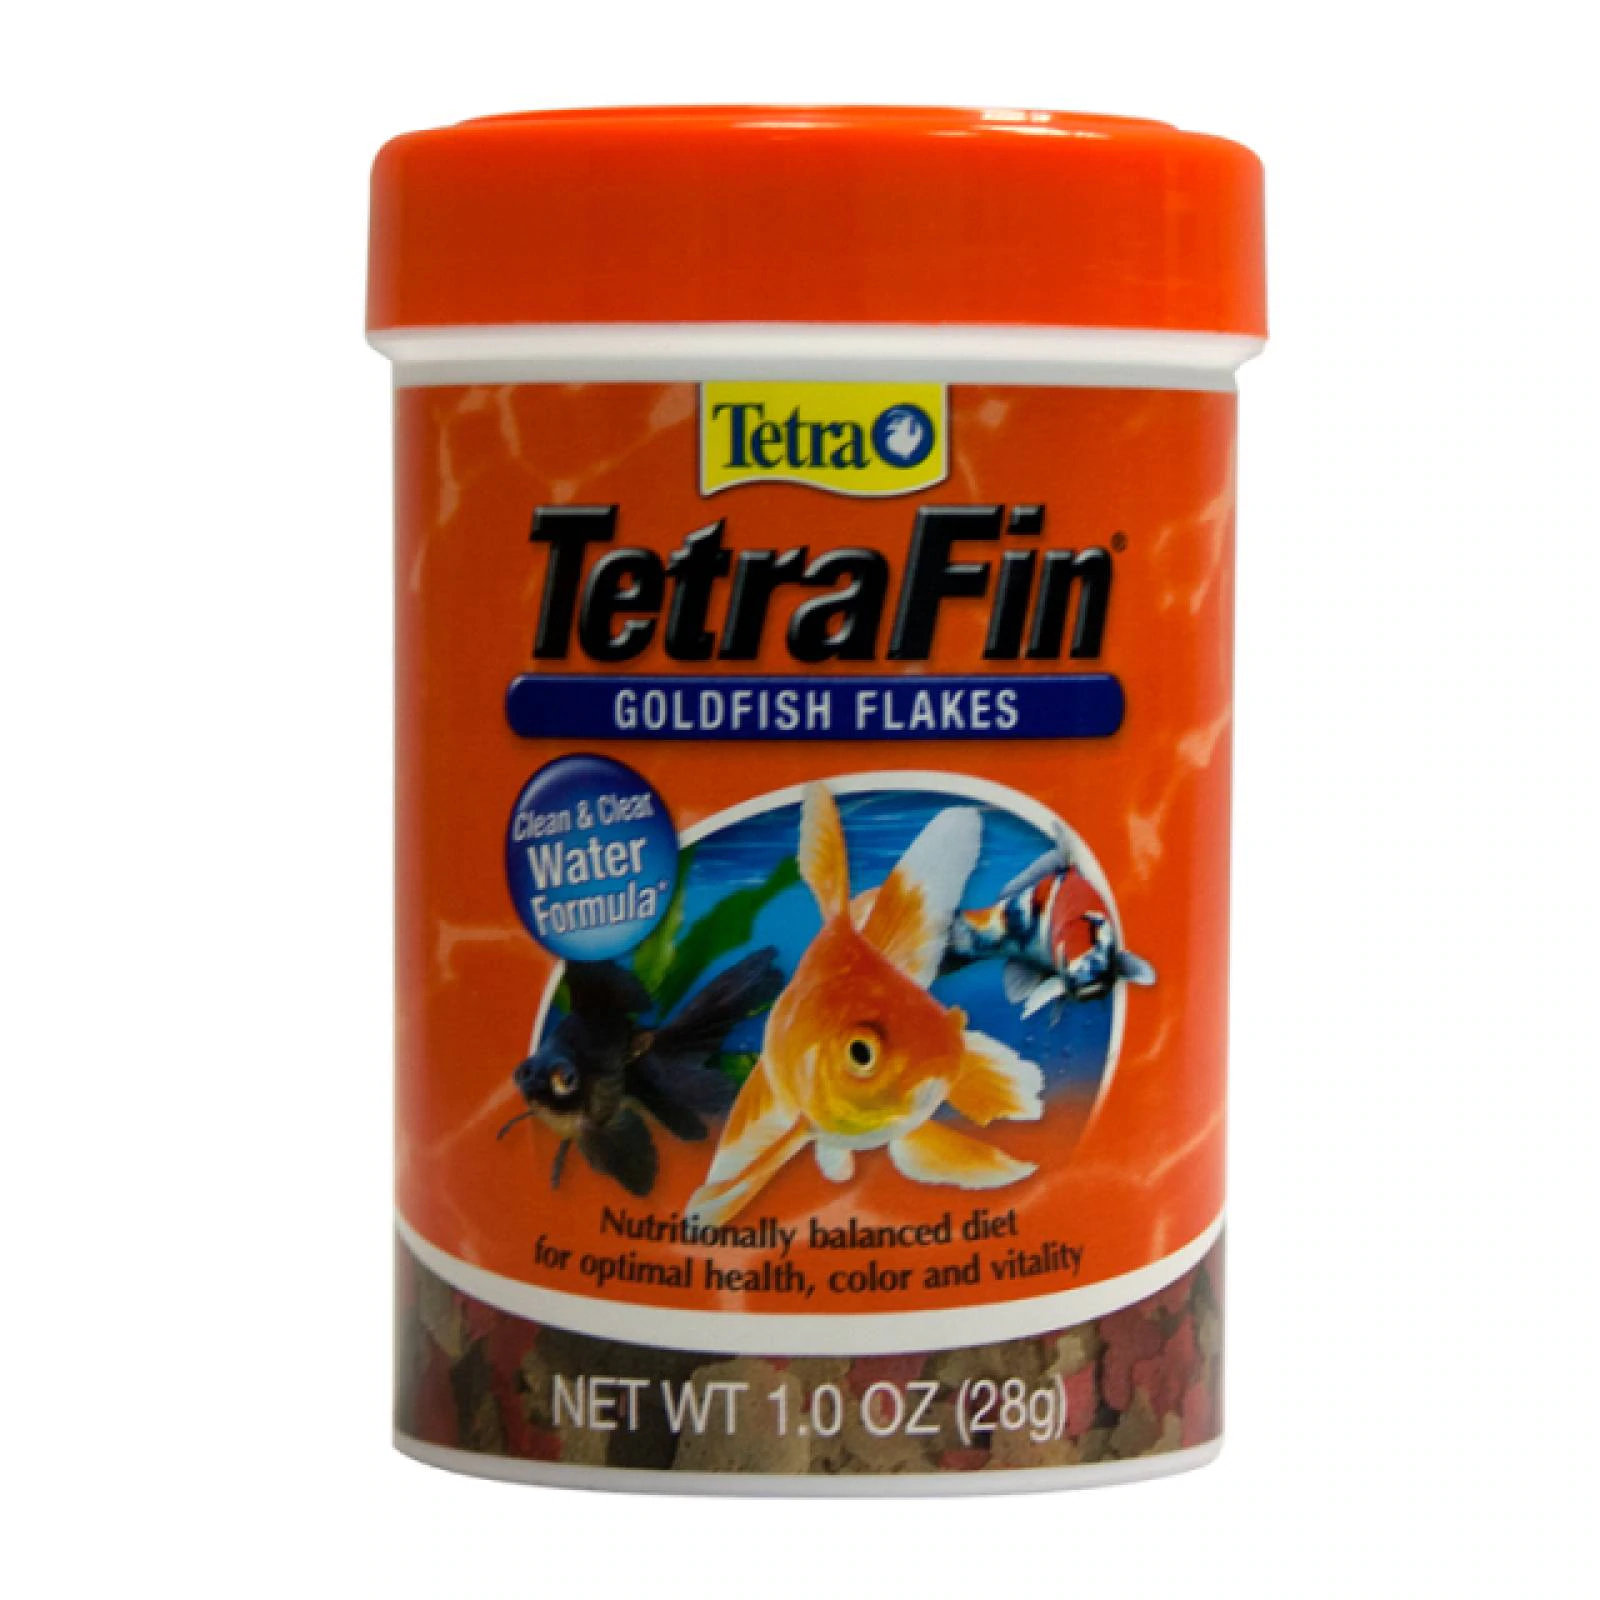 Tetra
TetraFin®
GOLDFISH FLAKES
Clean & Clear
Water
Formula*
Nutritionally balanced diet
for optimal health, color and vitality
NET WT 1.0 OZ (28g)